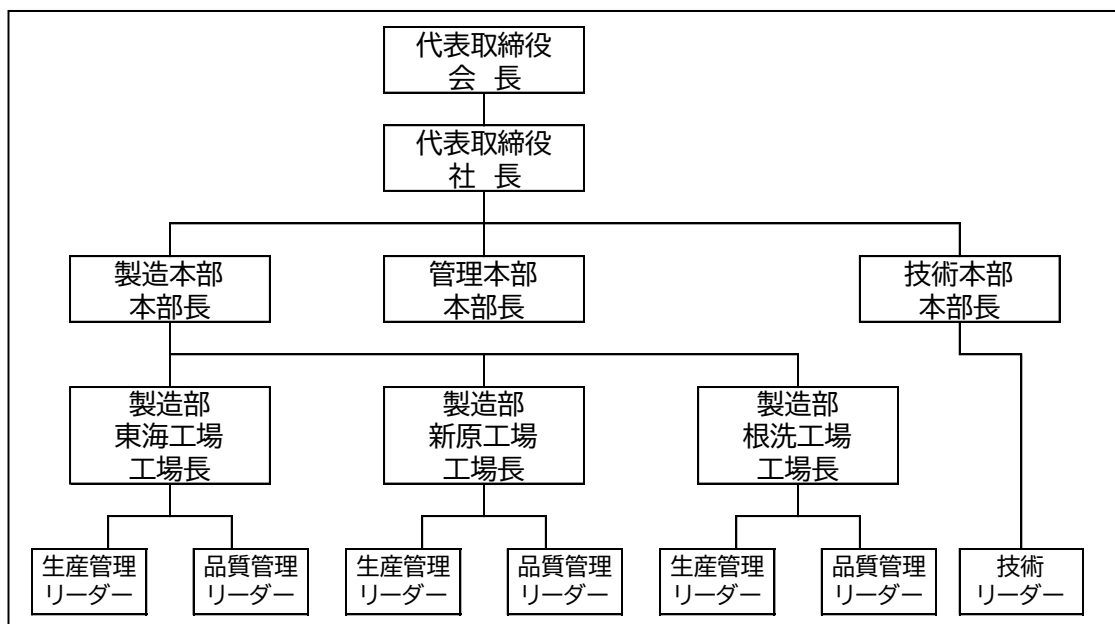 代表取締役
会 長
代表取締役
社 長
製造本部
本部長
管理本部
本部長
技術本部
本部長
製造部
東海工場
工場長
製造部
新原工場
工場長
製造部
根洗工場
工場長
生産管理
リーダー
品質管理
リーダー
生産管理
リーダー
品質管理
リーダー
生産管理
リーダー
品質管理
リーダー
技術
リーダー